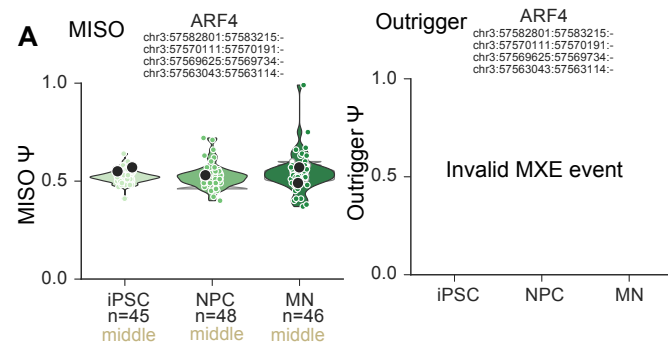 A
MISO
ARF4
chr3:57582801:57583215:-
chr3:57570111:57570191:-
chr3:57569625:57569734:-
chr3:57563043:57563114:-
1.0
0.5
0.0
MISO Ψ
iPSC
NPC
MN
n=45
n=48
n=46
middle
middle
middle
Outrigger
ARF4
chr3:57582801:57583215:-
chr3:57570111:57570191:-
chr3:57569625:57569734:-
chr3:57563043:57563114:-
1.0
0.5
0.0
Outrigger Ψ
Invalid MXE event
iPSC
NPC
MN